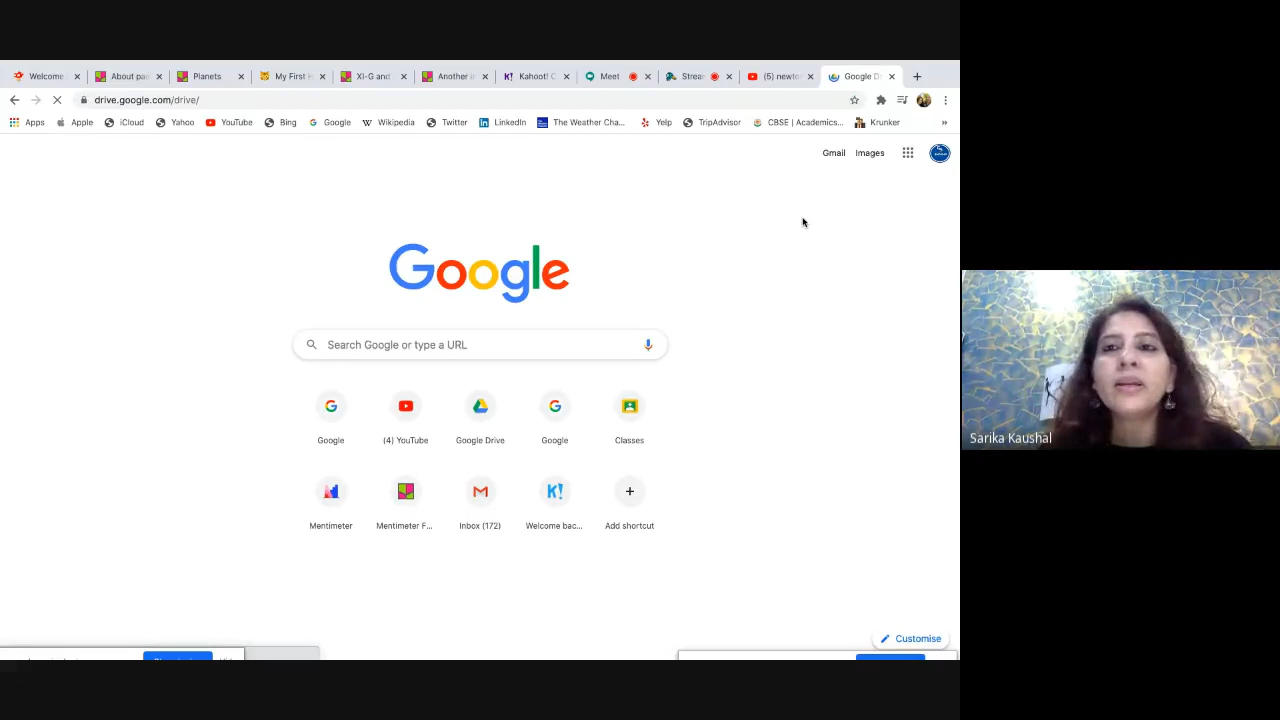 Welcome About pa Planets My First H XI-G and Another i Kahoot! C Meet Strea (5) newto Google D
drive.google.com/drive/
Apps Apple iCloud Yahoo YouTube Bing Google Wikipedia Twitter LinkedIn The Weather Cha... Yelp TripAdvisor CBSE | Academics... Krunker »
Gmail Images
Google
Search Google or type a URL
Google (4) YouTube Google Drive Google Classes
K!
Mentimeter Mentimeter F... Inbox (172) Welcome bac... Add shortcut
Customise
Sarika Kaushal